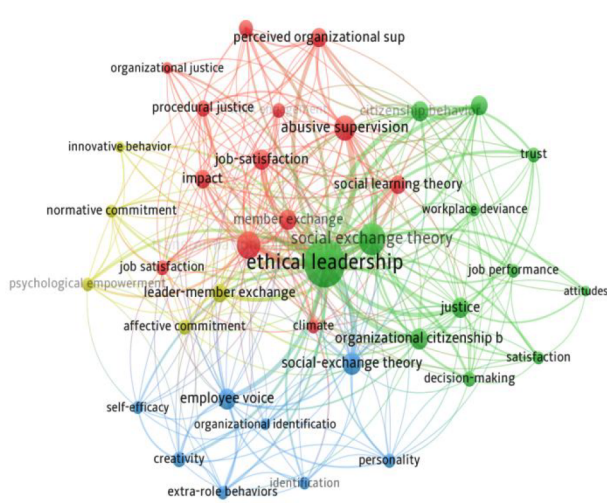 perceived organizational sup
organizational justice
procedural justice
citizenship behavior
abusive supervision
innovative behavior
job-satisfaction
trust
impact
social learning theory
normative commitment
workplace deviance
member exchange
social exchange theory
ethical leadership
job satisfaction
job performance
psychological empowerment
leader-member exchange
attitudes
justice
affective commitment
climate
organizational citizenship b
satisfaction
social-exchange theory
decision-making
employee voice
self-efficacy
organizational identificatio
creativity
personality
identification
extra-role behaviors